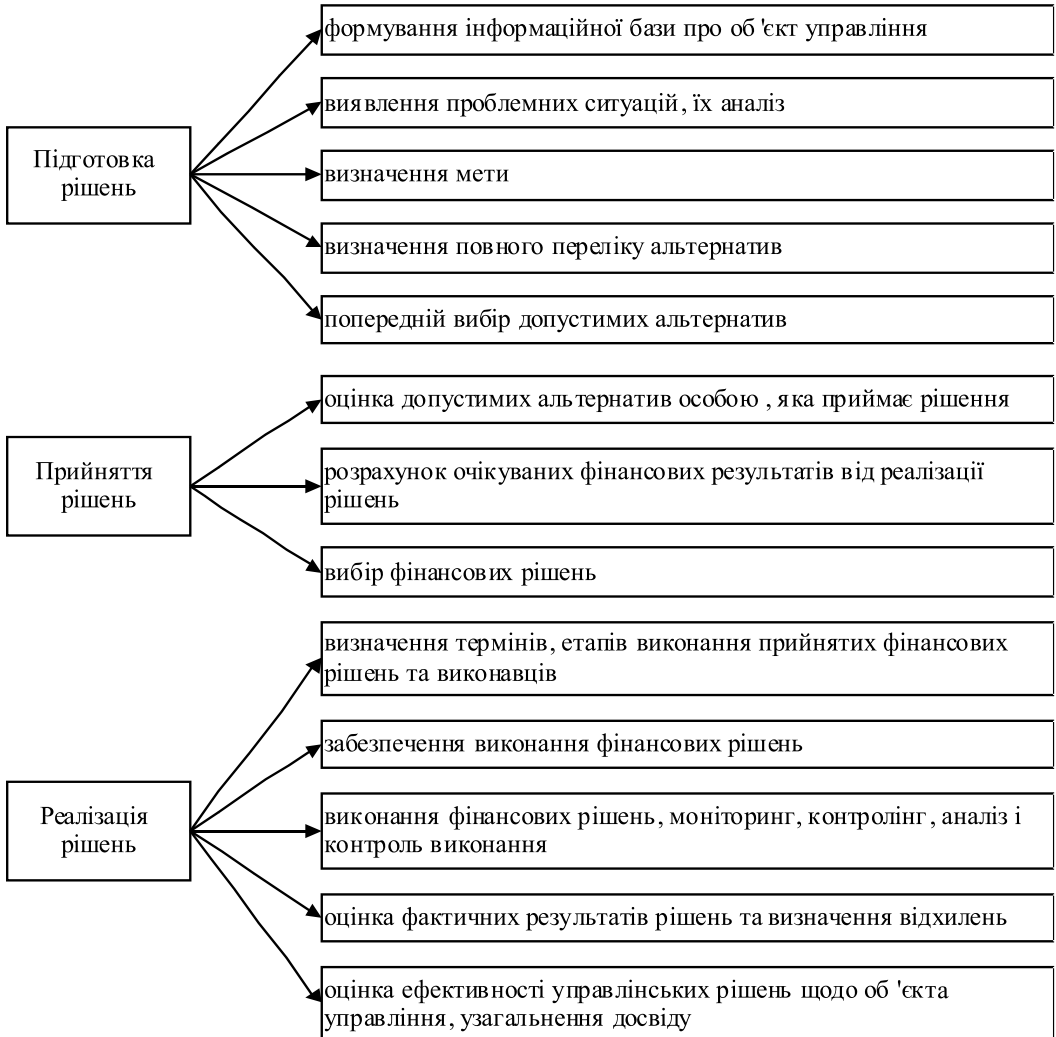 Підготовка
рішень
формування інформаційної бази про об'єкт управління
виявлення проблемних ситуацій, їх аналіз
визначення мети
визначення повного переліку альтернатив
попередній вибір допустимих альтернатив
Прийняття
рішень
оцінка допустимих альтернатив особою , яка приймає рішення
розрахунок очікуваних фінансових результатів від реалізації
рішень
вибір фінансових рішень
Реалізація
рішень
визначення термінів, етапів виконання прийнятих фінансових
рішень та виконавців
забезпечення виконання фінансових рішень
виконання фінансових рішень, моніторинг, контролінг, аналіз і
контроль виконання
оцінка фактичних результатів рішень та визначення відхилень
оцінка ефективності управлінських рішень щодо об'єкта
управління, узагальнення досвіду